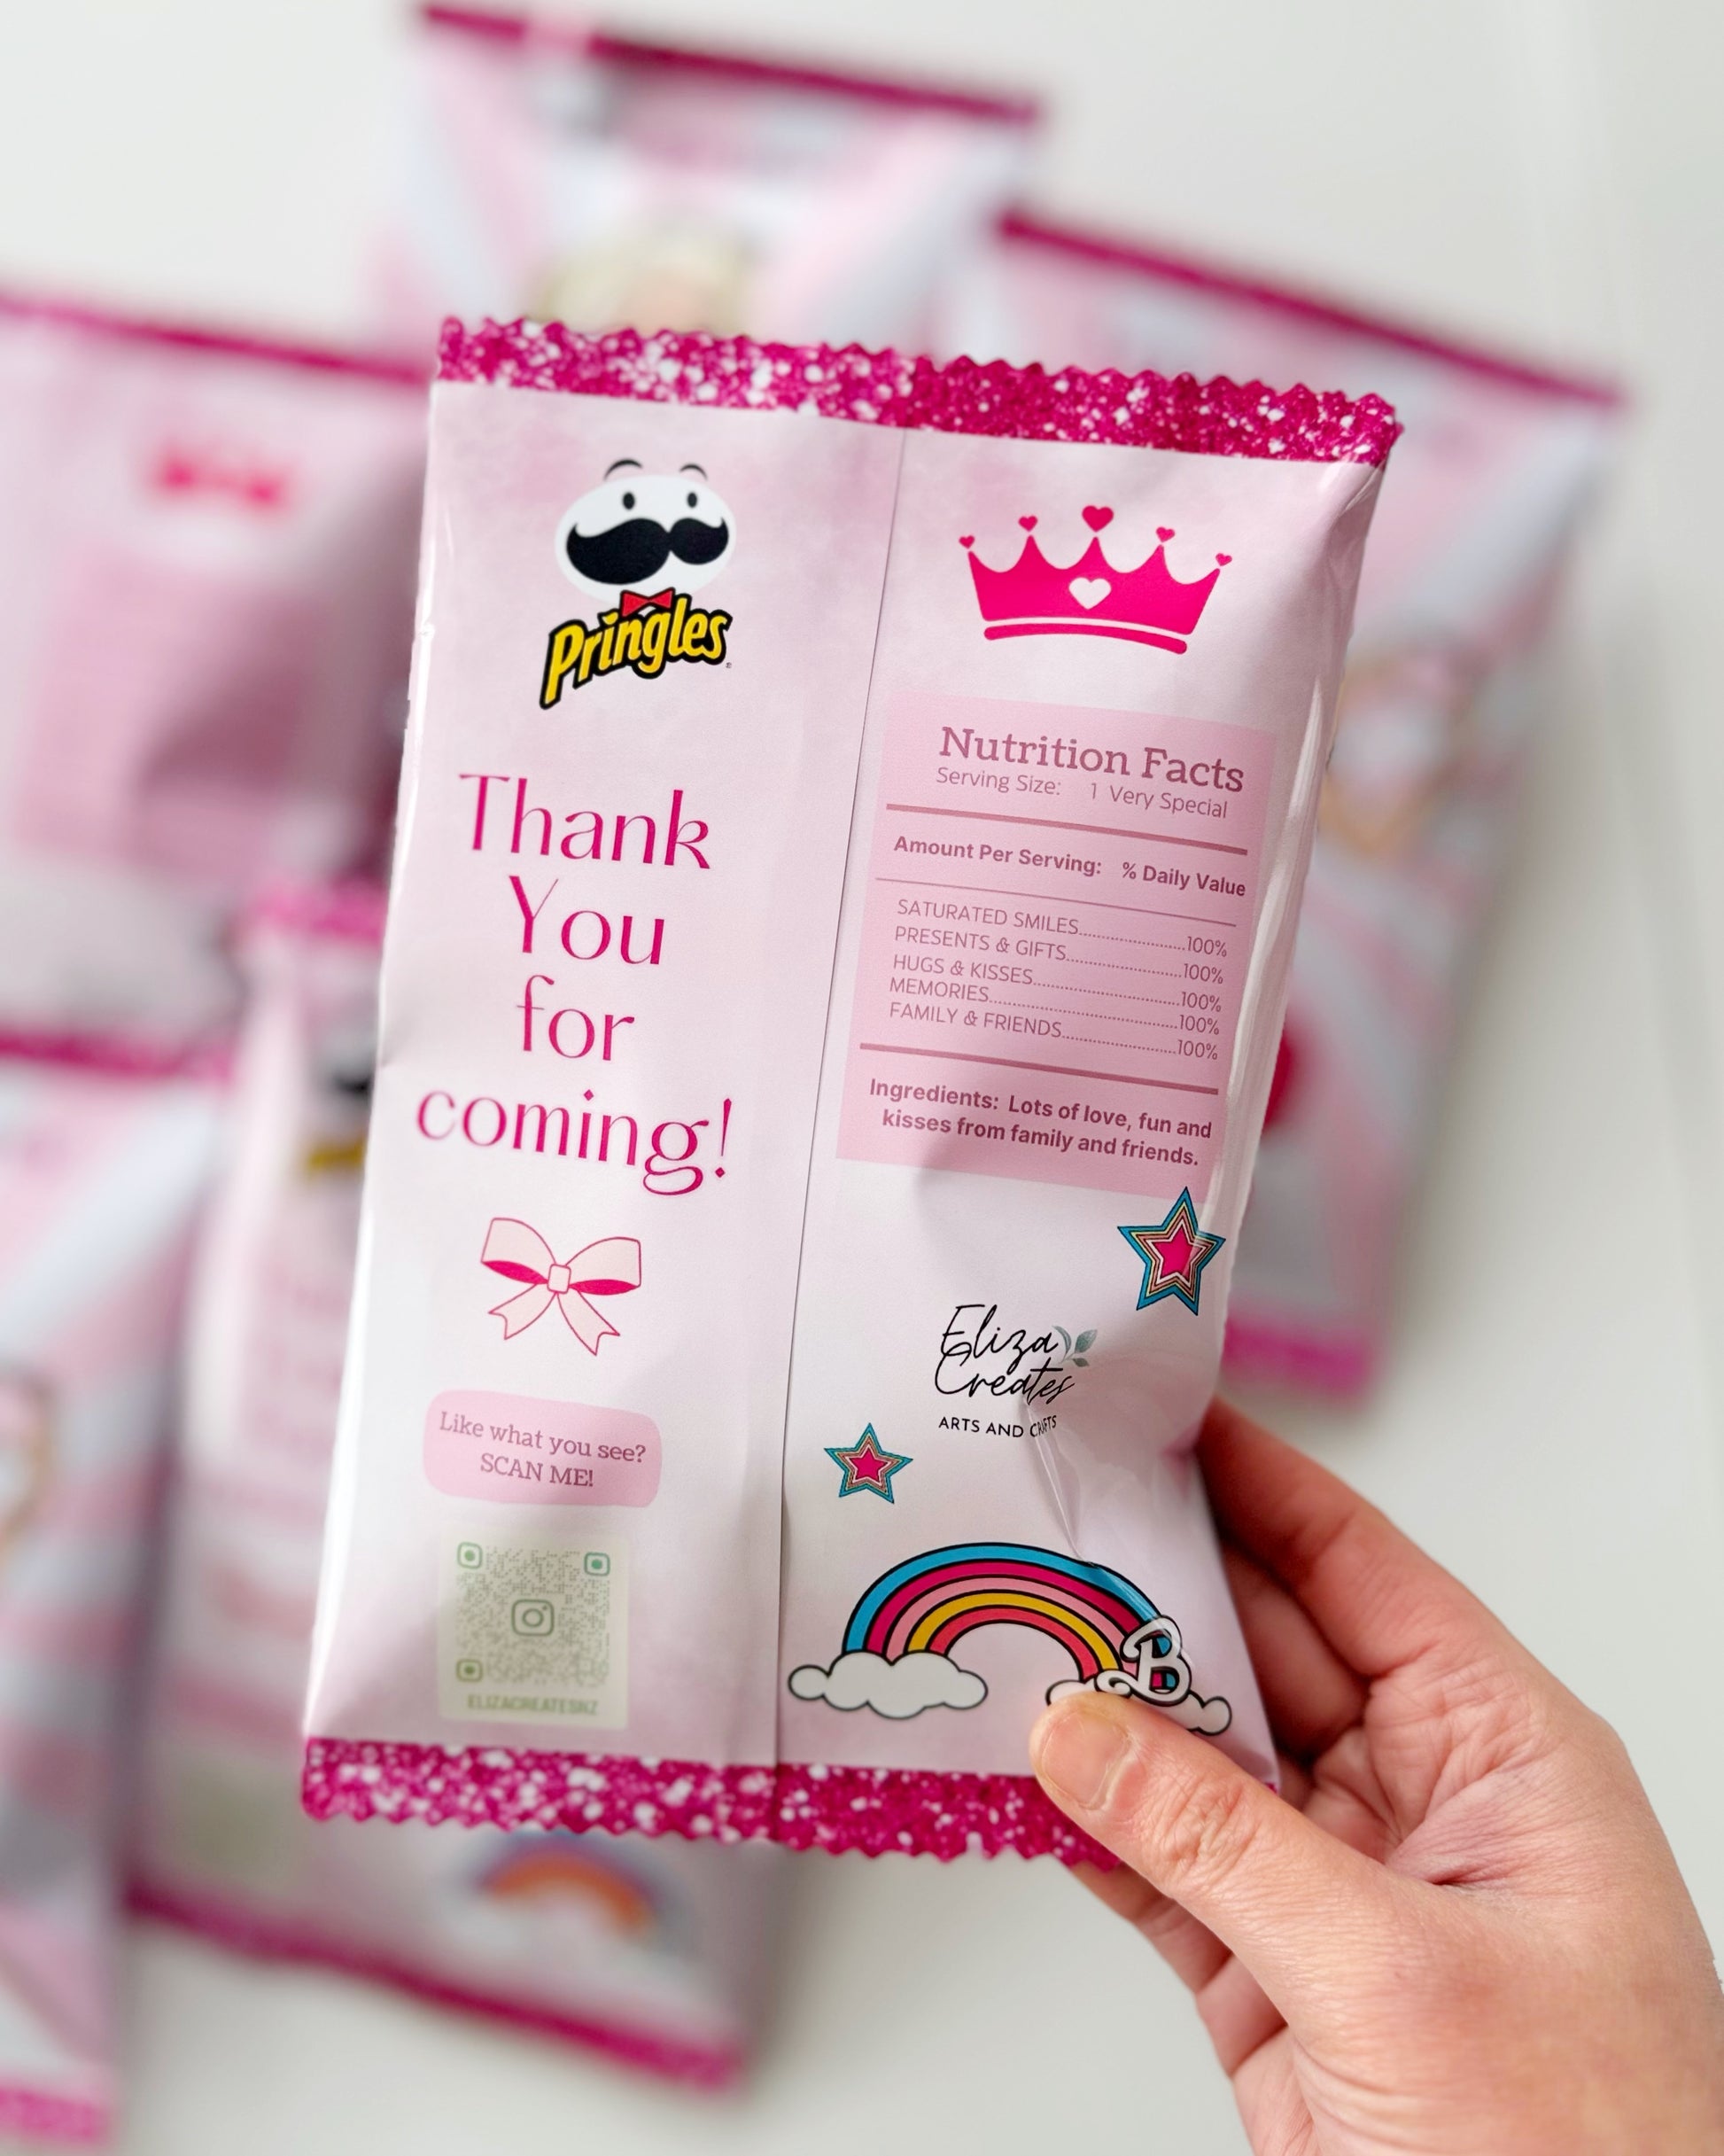 Pringles
Thank
You
for
coming!
Like what you see?
SCAN ME!
ELIZACREATESNZ
Nutrition Facts
Serving Size: 1 Very Special
Amount Per Serving: % Daily Value
SATURATED SMILES..........................100%
PRESENTS & GIFTS............................100%
HUGS & KISSES...................................100%
MEMORIES............................................100%
FAMILY & FRIENDS...........................100%
Ingredients: Lots of love, fun and
kisses from family and friends.
Eliza
Creates
ARTS AND CRAFTS
B